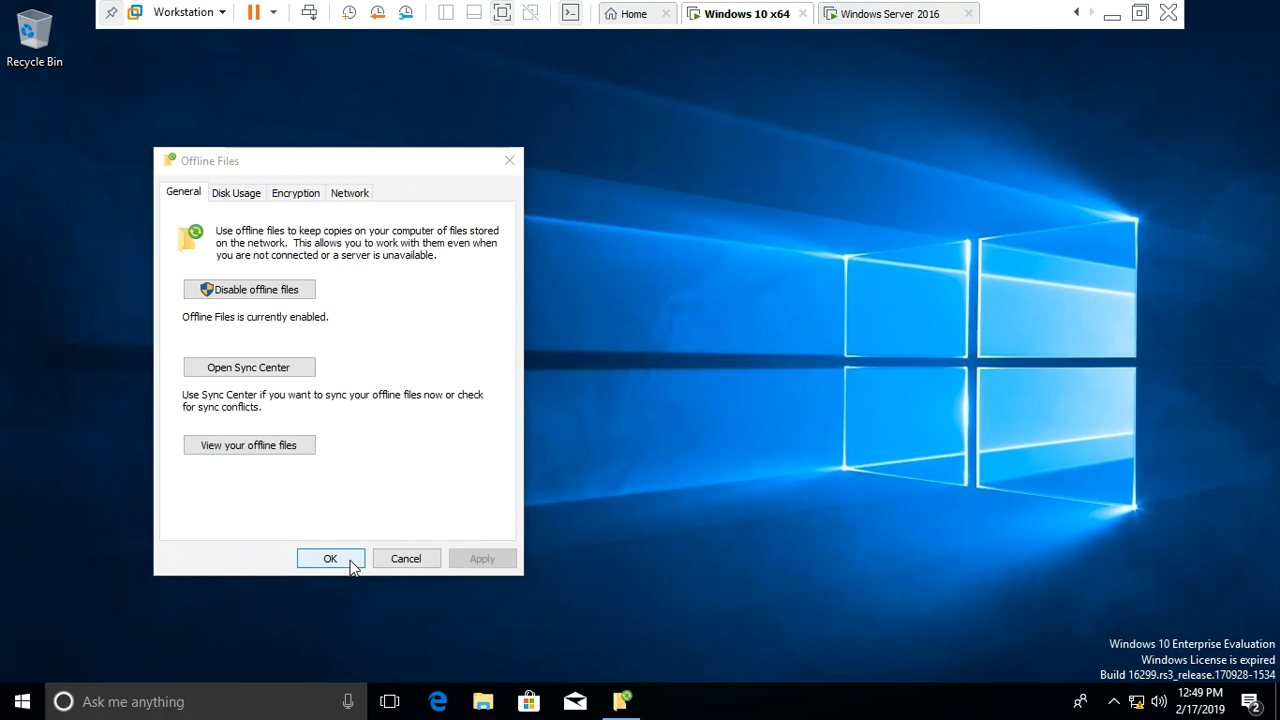 Workstation
Home
Windows 10 x64
Windows Server 2016
Recycle Bin
Offline Files
General
Disk Usage
Encryption
Network
Use offline files to keep copies on your computer of files stored
on the network. This allows you to work with them even when
you are not connected or a server is unavailable.
Disable offline files
Offline Files is currently enabled.
Open Sync Center
Use Sync Center if you want to sync your offline files now or check
for sync conflicts.
View your offline files
OK
Cancel
Apply
Windows 10 Enterprise Evaluation
Windows License is expired
Build 16299.rs3_release.170928-1534
Ask me anything
12:49 PM
2/17/2019
2